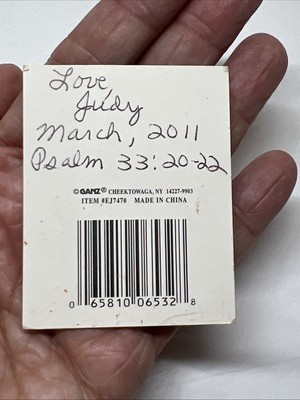 Love,
Judy
March, 2011
Psalm 33:20-22
©GANZ® CHEEKTOWAGA, NY 14227-9903
ITEM #EJ7470 MADE IN CHINA
0 65810 06532 8